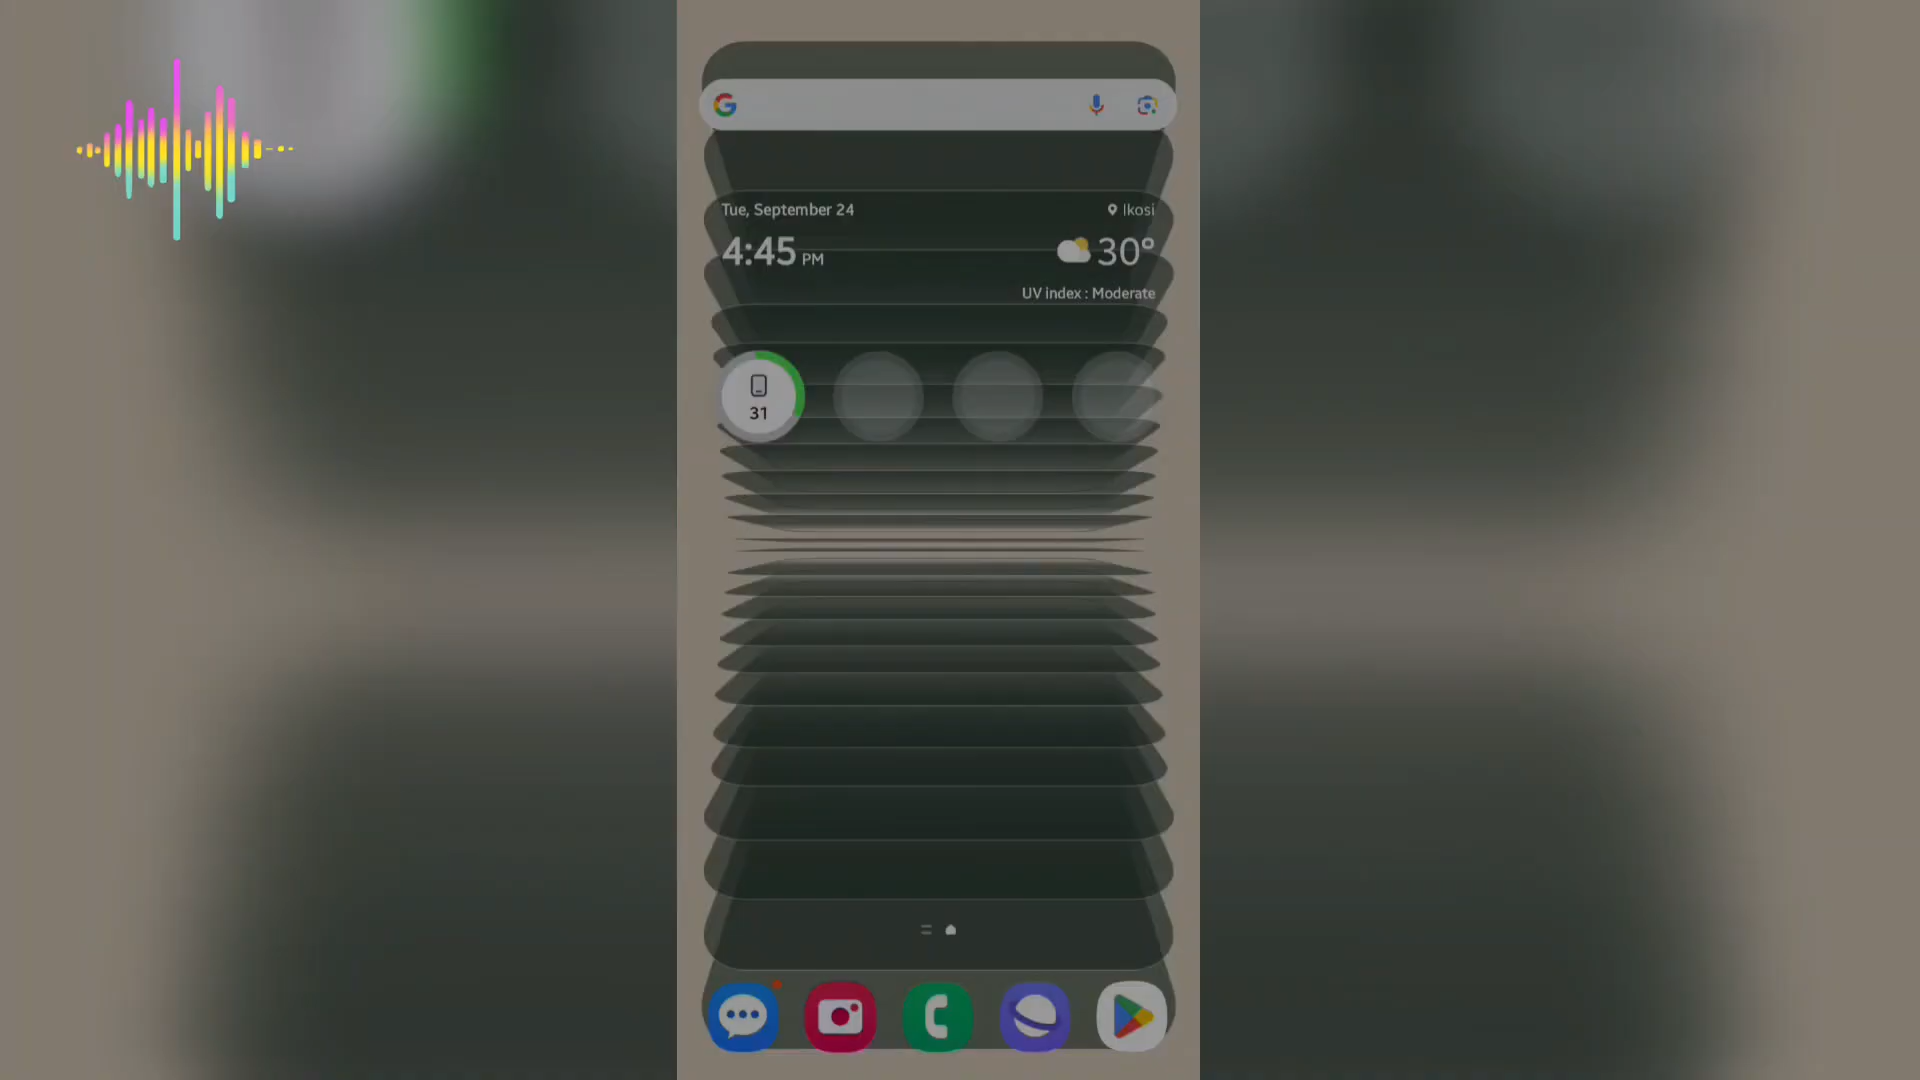 Tue, September 24
Ikosi
4:45 PM
30°
UV index : Moderate
31